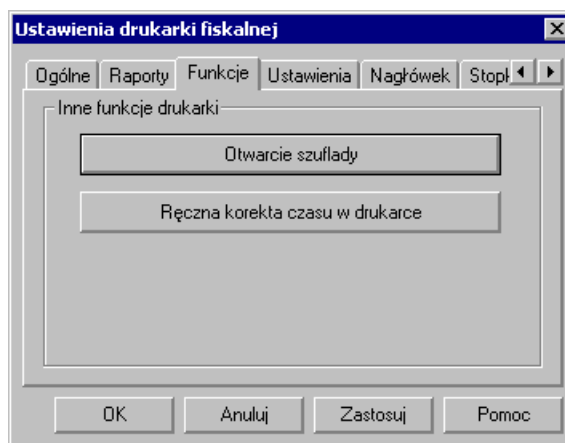 Ustawienia drukarki fiskalnej
Ogólne Raporty Funkcje Ustawienia Nagłówek
Inne funkcje drukarki
Otwarcie szuflady
Ręczna korekta czasu w drukarce
OK Anuluj Zastosuj Pomoc